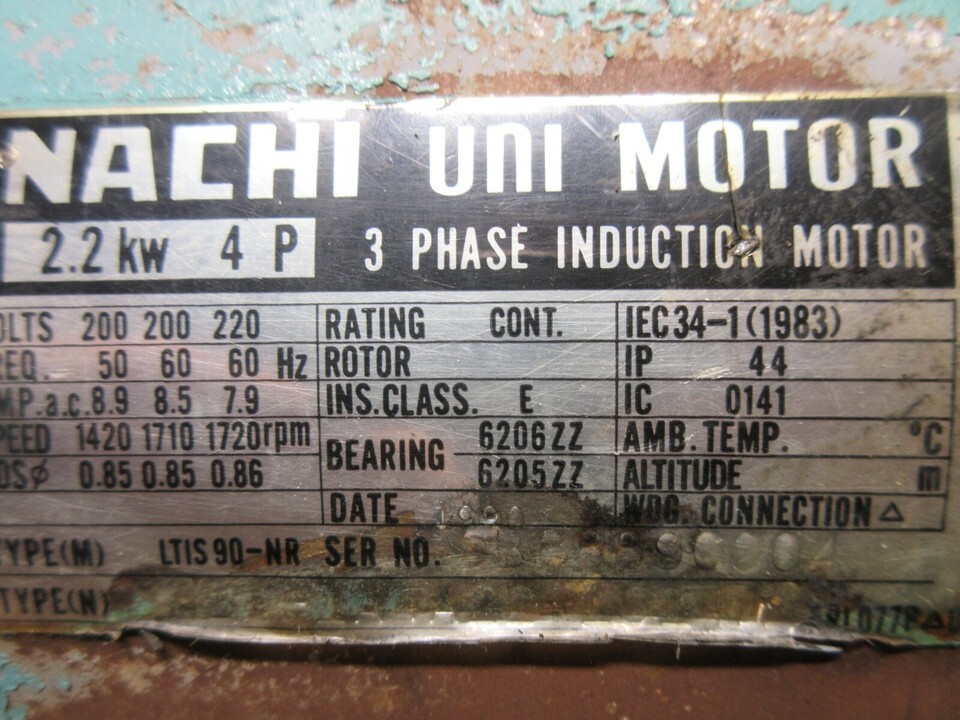 NACHI UNI MOTOR
2.2 kw 4 P 3 PHASE INDUCTION MOTOR
OLTS 200 200 220 RATING CONT. IEC34-1(1983)
REQ. 50 60 60 Hz ROTOR IP 44
MP.a.c. 8.9 8.5 7.9 INS.CLASS. E IC 0141
PEED 1420 1710 1720rpm BEARING 6206ZZ AMB. TEMP. °C
OSφ 0.85 0.85 0.86 6205ZZ ALTITUDE m
DATE WDG. CONNECTION △
TYPE(M) LTIS90-NR SER NO.
TYPE(N)